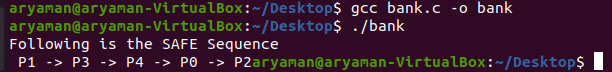 aryaman@aryaman-VirtualBox:~/Desktop$ gcc bank.c -o bank
aryaman@aryaman-VirtualBox:~/Desktop$ ./bank
Following is the SAFE Sequence
 P1 -> P3 -> P4 -> P0 -> P2aryaman@aryaman-VirtualBox:~/Desktop$